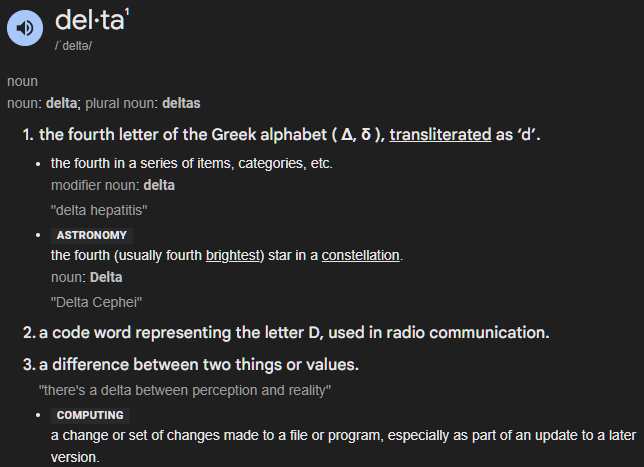 del·ta¹
/ˈdeltə/
noun
noun: delta; plural noun: deltas
1. the fourth letter of the Greek alphabet ( Δ, δ ), transliterated as ‘d’.
• the fourth in a series of items, categories, etc.
modifier noun: delta
"delta hepatitis"
• ASTRONOMY
the fourth (usually fourth brightest) star in a constellation.
noun: Delta
"Delta Cephei"
2. a code word representing the letter D, used in radio communication.
3. a difference between two things or values.
"there's a delta between perception and reality"
• COMPUTING
a change or set of changes made to a file or program, especially as part of an update to a later
version.